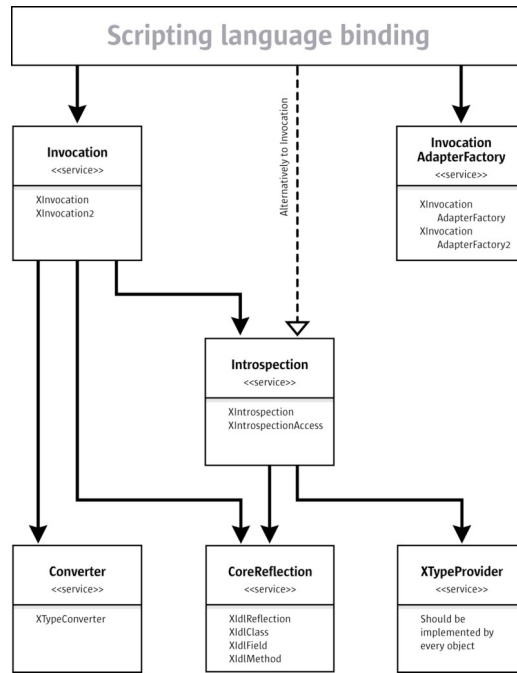 Scripting language binding
Alternatively to Invocation
Invocation
<<service>>
XInvocation
XInvocation2
Invocation
AdapterFactory
<<service>>
XInvocation
AdapterFactory
XInvocation
AdapterFactory2
Introspection
<<service>>
XIntrospection
XIntrospectionAccess
Converter
<<service>>
XTypeConverter
CoreReflection
<<service>>
XIdlReflection
XIdlClass
XIdlField
XIdlMethod
XTypeProvider
<<service>>
Should be
implemented by
every object